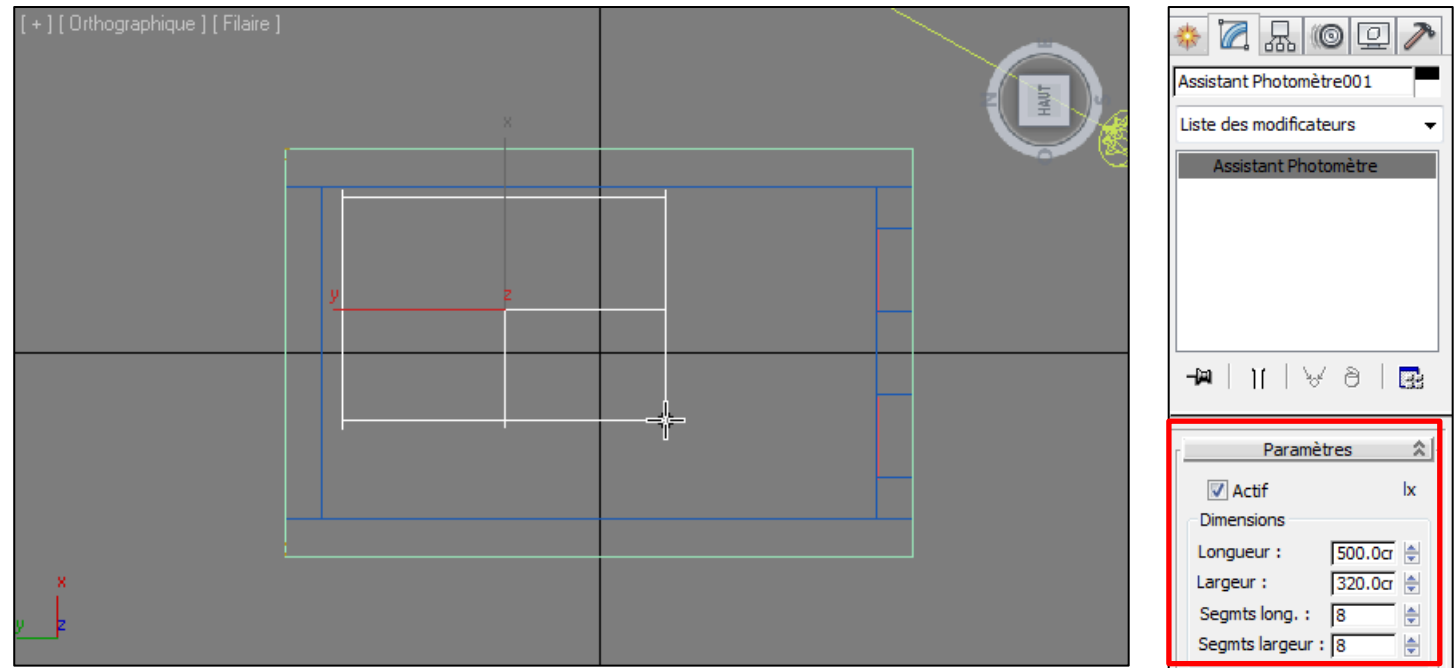 [ + ] [ Orthographique ] [ Filaire ]
HAUT
x
y
z
x
y
z
Assistant Photomètre001
Liste des modificateurs
Assistant Photomètre
Paramètres
Actif lx
Dimensions
Longueur : 500.0cr
Largeur : 320.0cr
Segmts long. : 8
Segmts largeur : 8